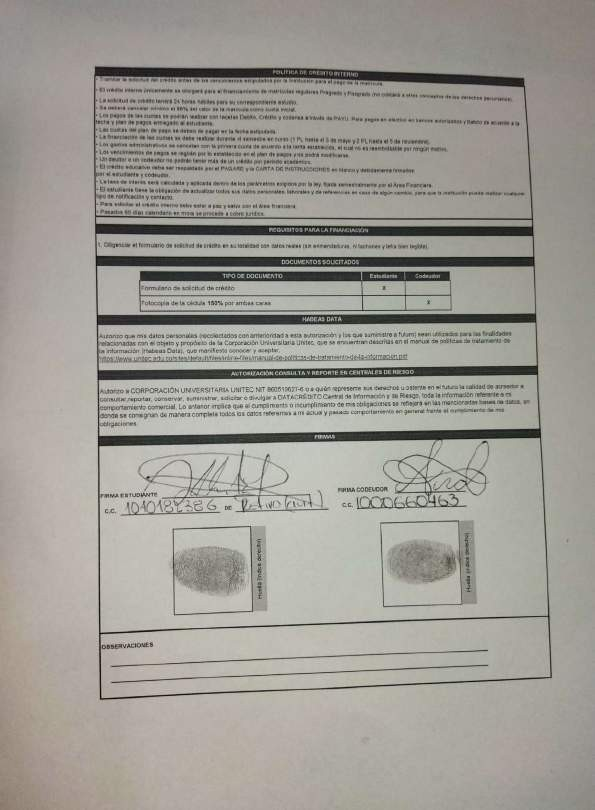 POLÍTICA DE CRÉDITO INTERNO
- Tramitar la solicitud del crédito antes de los vencimientos estipulados por la Institución para el pago de la matrícula.
- El crédito interno únicamente se otorgará para el financiamiento de matrículas regulares Pregrado y Posgrado (no cobijará a otros conceptos de los derechos pecuniarios).
- La solicitud de crédito tendrá 24 horas hábiles para su correspondiente estudio.
- Se deberá cancelar mínimo el
del valor de la matrícula como cuota inicial.
- Los pagos de las cuotas se podrán realizar con tarjetas Debito, Crédito y codensa a través de PAYU. Para pagos en efectivo en bancos autorizados y Baloto de acuerdo a la
fecha y plan de pagos entregado al estudiante.
- Las cuotas del plan de pago se deben de pagar en la fecha estipulada.
- La financiación de las cuotas se debe realizar durante el semestre en curso (1 PL hasta el 5 de mayo y 2 PL hasta el 5 de noviembre).
- Los gastos administrativos se cancelan con la primera cuota de acuerdo a la tarifa establecida, el cual no es reembolsable por ningún motivo.
- Los vencimientos de pagos se regirán por lo establecido en el plan de pagos y no podrá modificarse.
- Un deudor o un codeudor no podrán tener más de un crédito por período académico.
- El crédito educativo debe ser respaldado por el PAGARÉ y la CARTA DE INSTRUCCIONES en blanco y debidamente firmados
por el estudiante y codeudor.
- La tasa de interés será calculada y aplicada dentro de los parámetros exigidos por la ley, fijada semestralmente por el Área Financiera.
- El estudiante tiene la obligación de actualizar todos sus datos personales, laborales y de referencias en caso de algún cambio, para que la institución pueda realizar cualquier
tipo de notificación y contacto.
- Para solicitar el crédito interno debe estar a paz y salvo con el Área financiera.
- Pasados 60 días calendario en mora se procede a cobro jurídico.
REQUISITOS PARA LA FINANCIACIÓN
1. Diligenciar el formulario de solicitud de crédito en su totalidad con datos reales (sin enmendaduras, ni tachones y letra bien legible).
DOCUMENTOS SOLICITADOS
TIPO DE DOCUMENTO Estudiante Codeudor
Formulario de solicitud de crédito X
Fotocopia de la cédula 150% por ambas caras X
HABEAS DATA
Autorizo que mis datos personales (recolectados con anterioridad a esta autorización y los que suministre a futuro) sean utilizados para las finalidades
relacionadas con el objeto y propósito de la Corporación Universitaria Unitec, que se encuentran descritas en el manual de políticas de tratamiento de
la información (Habeas Data), que manifiesto conocer y aceptar.
https://www.unitec.edu.co/sites/default/files/inline-files/manual-de-politicas-de-tratamiento-de-la-informacion.pdf
AUTORIZACIÓN CONSULTA Y REPORTE EN CENTRALES DE RIESGO
Autorizo a CORPORACIÓN UNIVERSITARIA UNITEC NIT 860510627-6 o a quién represente sus derechos u ostente en el futuro la calidad de acreedor a
consultar, reportar, conservar, suministrar, solicitar o divulgar a DATACRÉDITO Central de Información y de Riesgo, toda la información referente a mi
comportamiento comercial. Lo anterior implica que el cumplimiento o incumplimiento de mis obligaciones se reflejará en las mencionadas bases de datos, en
donde se consignan de manera completa todos los datos referentes a mi actual y pasado comportamiento en general frente al cumplimiento de mis
obligaciones.
FIRMAS
FIRMA ESTUDIANTE
C.C. 1010187386 DE
FIRMA CODEUDOR
C.C. 1000660463
Huella (índice derecho)
Huella (índice derecho)
OBSERVACIONES